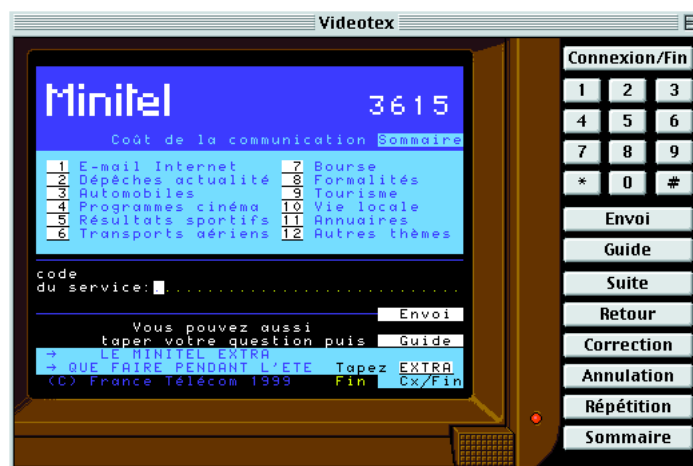 Videotex
Minitel
3615
Coût de la communication Sommaire
1 E-mail Internet 7 Bourse
2 Dépêches actualité 8 Formalités
3 Automobiles 9 Tourisme
4 Programmes cinéma 10 Vie locale
5 Résultats sportifs 11 Annuaires
6 Transports aériens 12 Autres thèmes
code
du service:............................
Envoi
Vous pouvez aussi
taper votre question puis Guide
→ LE MINITEL EXTRA
→ QUE FAIRE PENDANT L'ETE Tapez EXTRA
(C) France Télécom 1999 Fin Cx/Fin
Connexion/Fin
1 2 3
4 5 6
7 8 9
* 0 #
Envoi
Guide
Suite
Retour
Correction
Annulation
Répétition
Sommaire